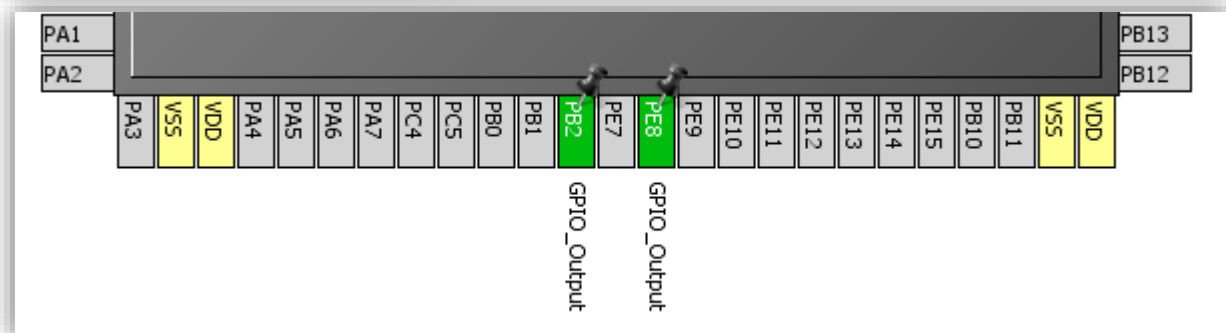 PA1
PB13
PA2
PB12
PA3
VSS
VDD
PA4
PA5
PA6
PA7
PC4
PC5
PB0
PB1
PB2
PE7
PE8
PE9
PE10
PE11
PE12
PE13
PE14
PE15
PB10
PB11
VSS
VDD
GPIO_Output
GPIO_Output